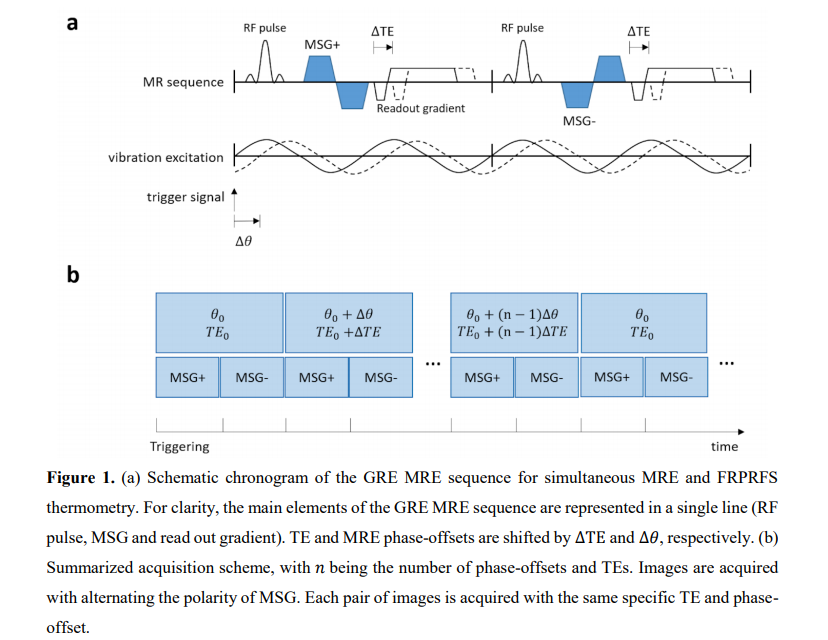 a
RF pulse
MSG+
ΔTE
RF pulse
ΔTE
MR sequence
Readout gradient
MSG-
vibration excitation
trigger signal
Δθ
b
θ₀
TE₀
θ₀ + Δθ
TE₀ +ΔTE
θ₀ + (n − 1)Δθ
TE₀ + (n − 1)ΔTE
θ₀
TE₀
...
...
MSG+
MSG-
MSG+
MSG-
MSG+
MSG-
MSG+
MSG-
Triggering
time
Figure 1. (a) Schematic chronogram of the GRE MRE sequence for simultaneous MRE and FRPRFS
thermometry. For clarity, the main elements of the GRE MRE sequence are represented in a single line (RF
pulse, MSG and read out gradient). TE and MRE phase-offsets are shifted by ΔTE and Δθ, respectively. (b)
Summarized acquisition scheme, with n being the number of phase-offsets and TEs. Images are acquired
with alternating the polarity of MSG. Each pair of images is acquired with the same specific TE and phase-
offset.